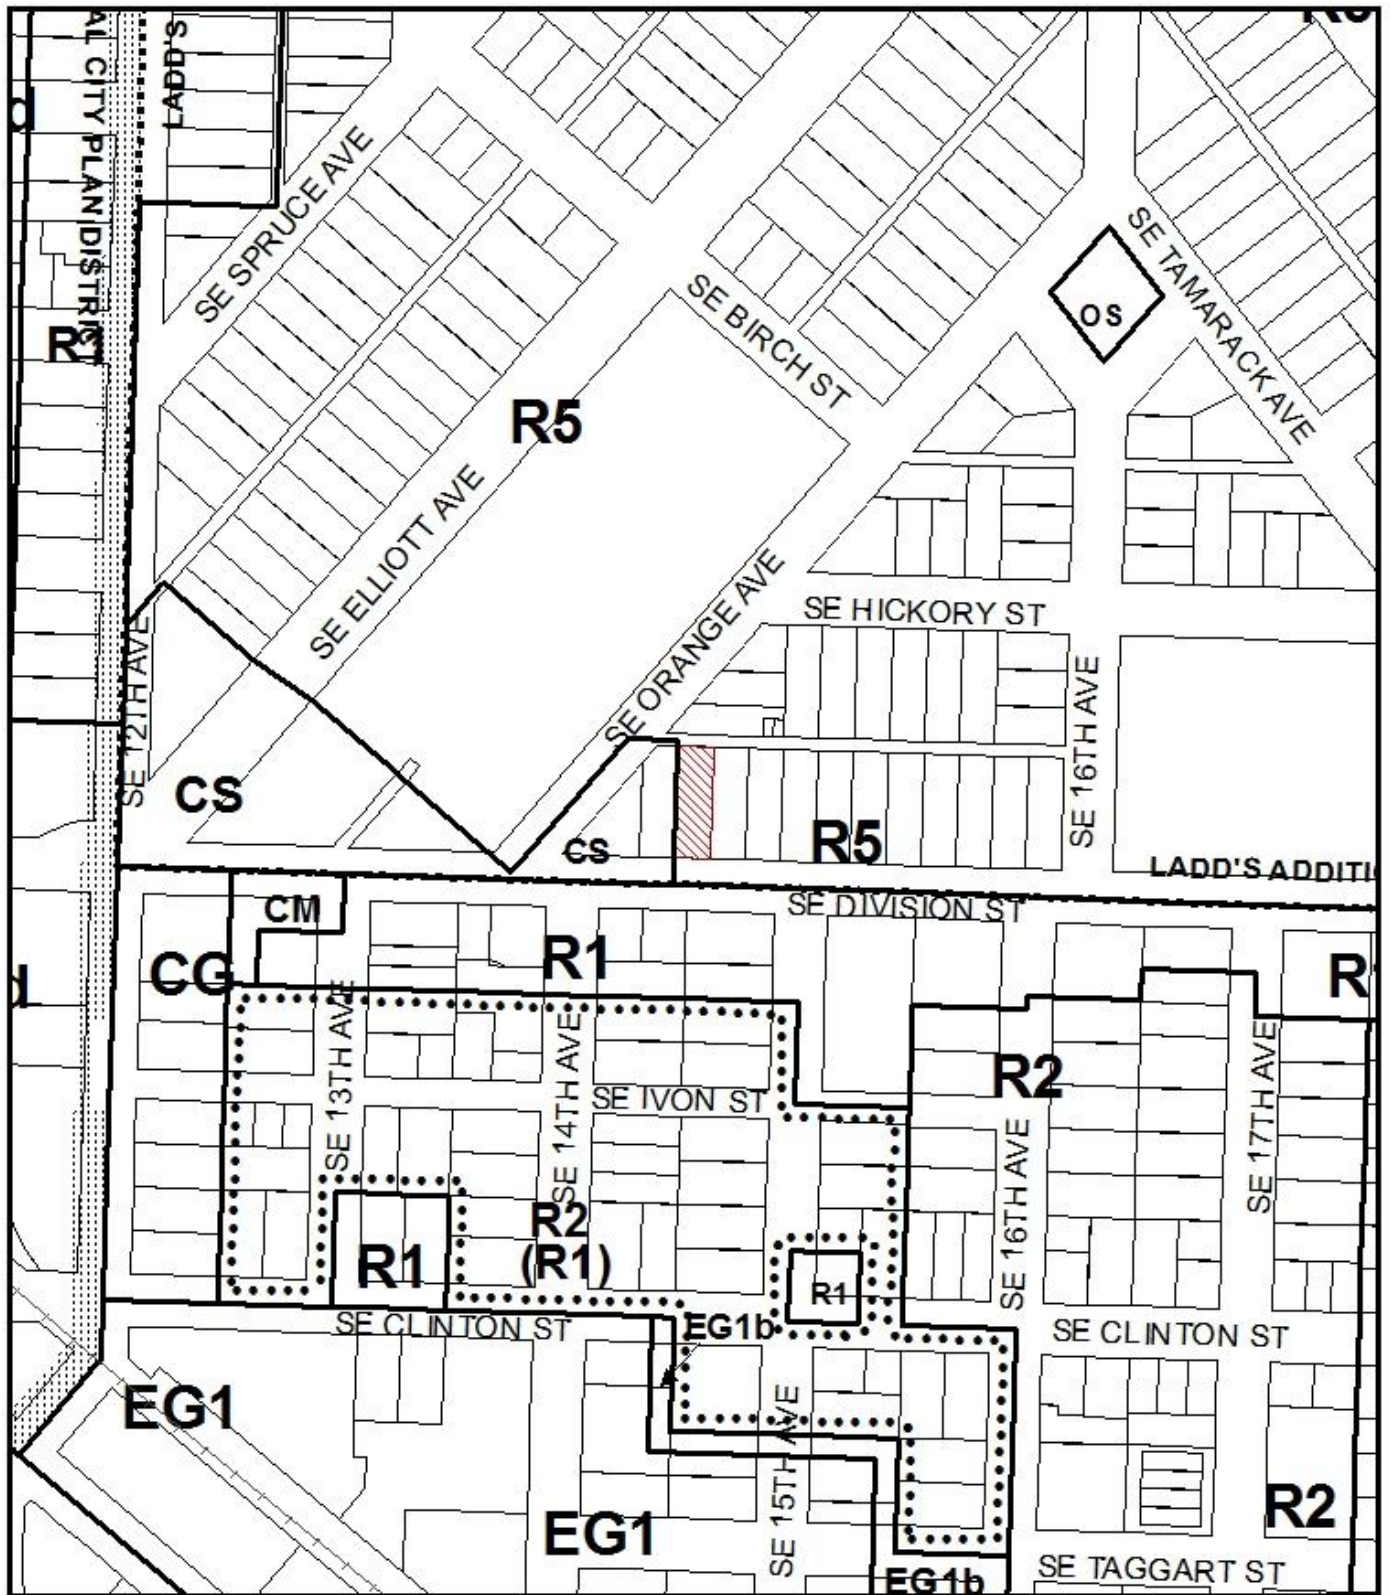 LADD'S
AL CITY PLAN DISTRICT
d
SE SPRUCE AVE
SE TAMARACK AVE
SE BIRCH ST
OS
R5
SE ELLIOTT AVE
SE ORANGE AVE
SE HICKORY ST
SE 12TH AVE
SE 16TH AVE
CS
CS
R5
LADD'S ADDITI
SE DIVISION ST
CM
CG
R1
R
d
SE 13TH AVE
SE 14TH AVE
SE IVON ST
R2
SE 16TH AVE
SE 17TH AVE
R2
(R1)
R1
R1
SE CLINTON ST
EG1b
SE CLINTON ST
EG1
SE 15TH AVE
R2
EG1
SE TAGGART ST
EG1b